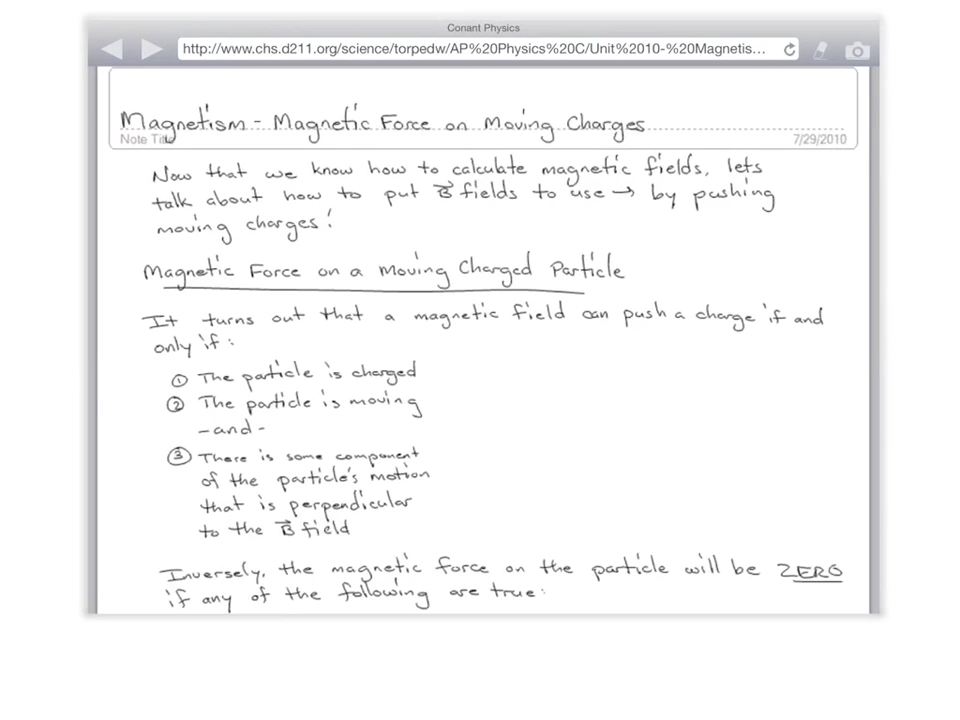 Conant Physics
http://www.chs.d211.org/science/torpedw/AP%20Physics%20C/Unit%2010-%20Magnetis...
Magnetism - Magnetic Force on Moving Charges
Note Title
7/29/2010
Now that we know how to calculate magnetic fields, lets
talk about how to put B⃗ fields to use → by pushing
moving charges!
Magnetic Force on a Moving Charged Particle
It turns out that a magnetic field can push a charge if and
only if:
① The particle is charged
② The particle is moving
-and-
③ There is some component
of the particle's motion
that is perpendicular
to the B⃗ field
Inversely, the magnetic force on the particle will be ZERO
if any of the following are true: